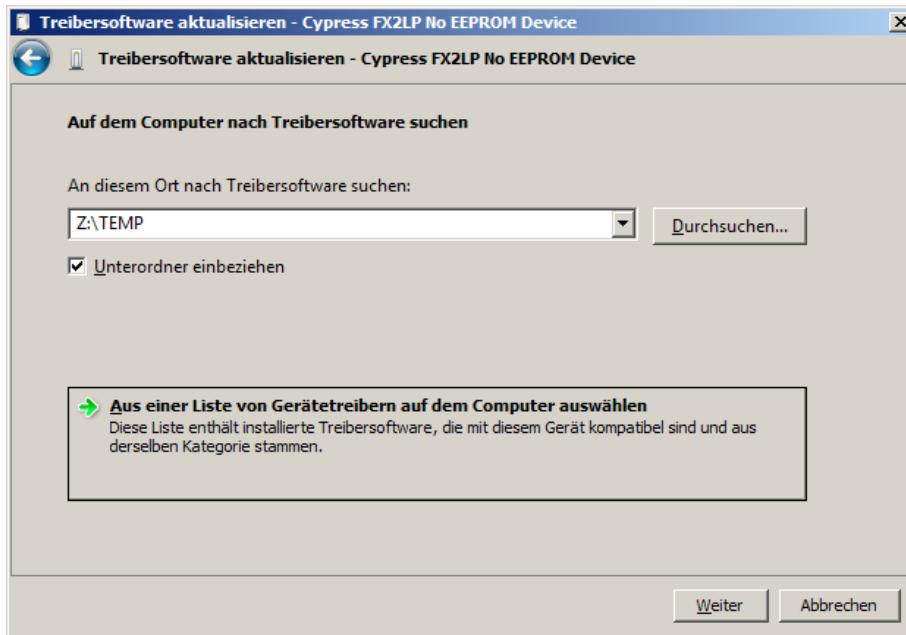 Treibersoftware aktualisieren - Cypress FX2LP No EEPROM Device
Treibersoftware aktualisieren - Cypress FX2LP No EEPROM Device
Auf dem Computer nach Treibersoftware suchen
An diesem Ort nach Treibersoftware suchen:
Z:\TEMP
Durchsuchen...
Unterordner einbeziehen
Aus einer Liste von Gerätetreibern auf dem Computer auswählen
Diese Liste enthält installierte Treibersoftware, die mit diesem Gerät kompatibel sind und aus
derselben Kategorie stammen.
Weiter
Abbrechen